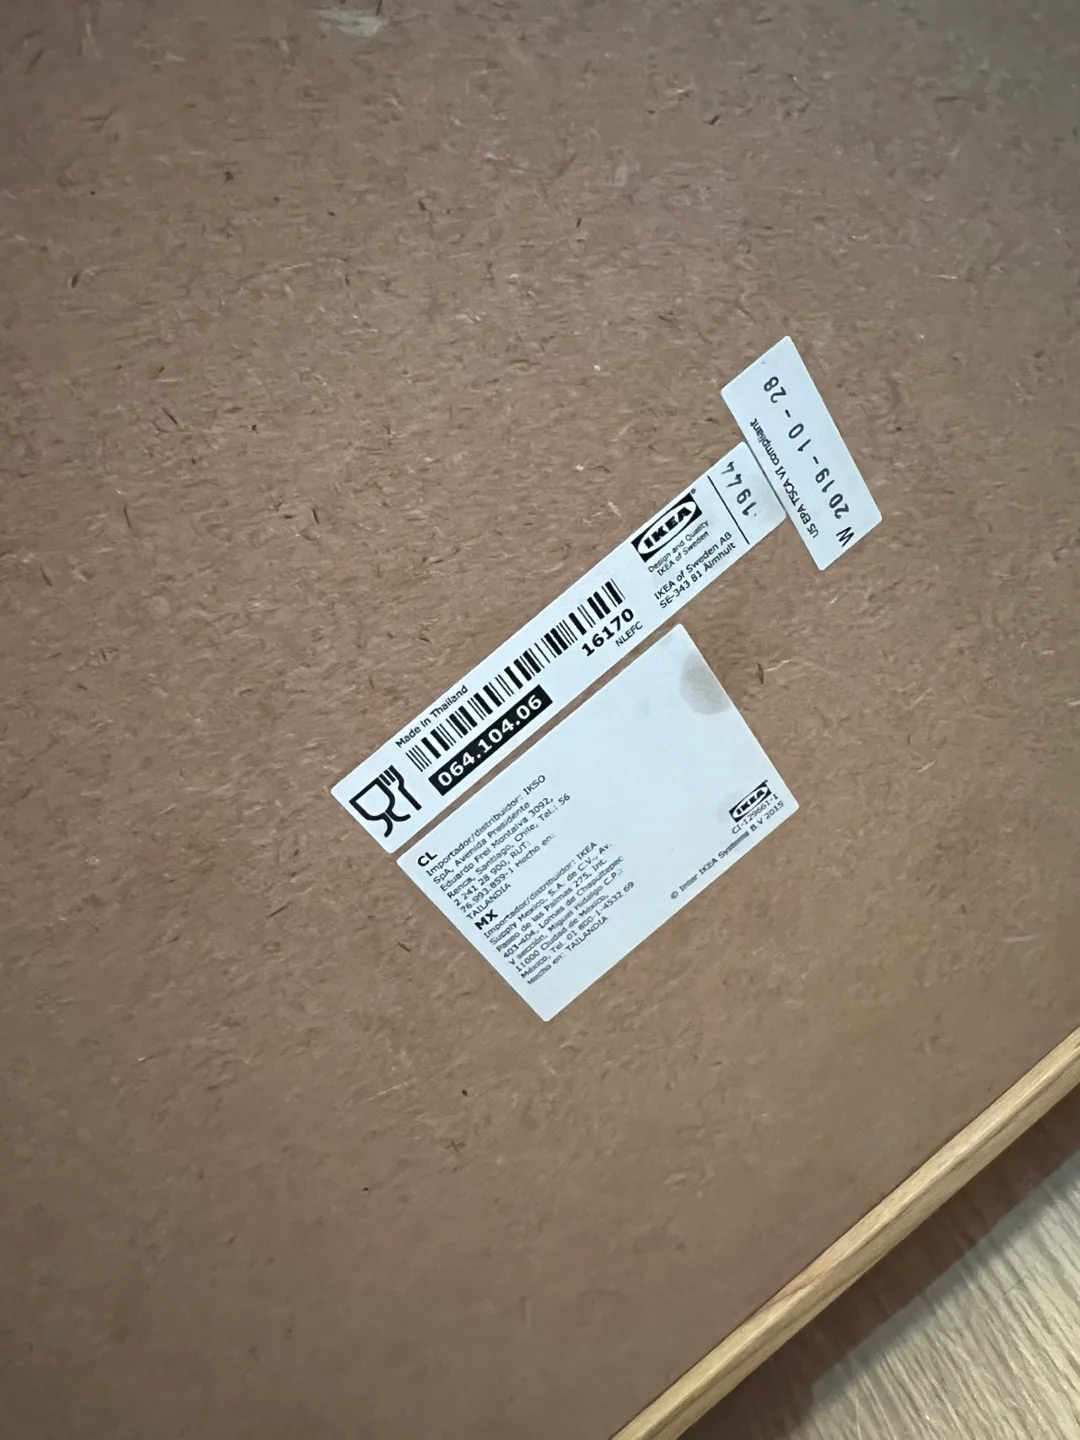 US EPA TSCA VI compliant
W 2019-10-28
1944
IKEA®
Design and Quality
IKEA of Sweden
IKEA of Sweden AB
SE-343 81 Älmhult
Made in Thailand
16170
NLEFC
064.104.06
CL
Importador/distribuidor: IKSO
SpA, Avenida Presidente
Eduardo Frei Montalva 3092,
Renca, Santiago, Chile, Tel.: 56
2 241 28 900, RUT:
76.993.859-1 Hecho en:
TAILANDIA
MX
Importador/distribuidor: IKEA
Supply Mexico, S.A. de C.V., Av.
Paseo de las Palmas 275, Int.
403-404, Lomas de Chapultepec
V sección, Miguel Hidalgo C.P.:
11000 Ciudad de México,
México, Tel. 01 800-1-4532 69
Hecho en: TAILANDIA
IKEA®
CI-129661-1
© Inter IKEA Systems B.V 2015